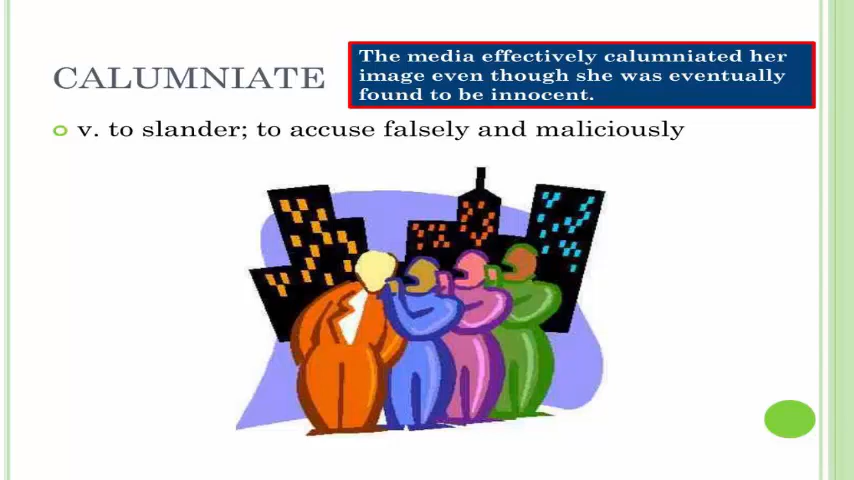 CALUMNIATE
The media effectively calumniated her
image even though she was eventually
found to be innocent.
v. to slander; to accuse falsely and maliciously